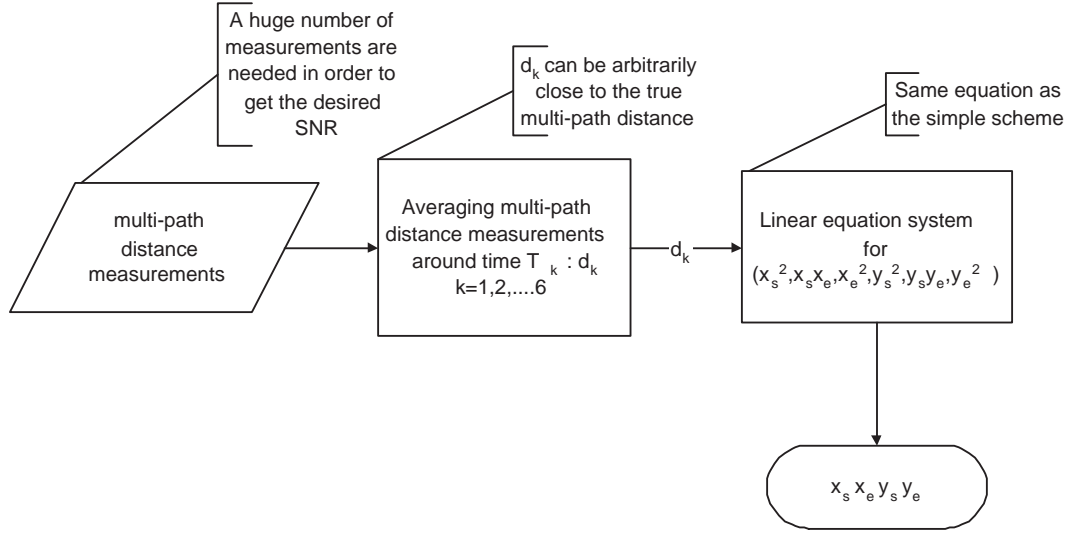 A huge number of
measurements are
needed in order to
get the desired
SNR
d_k can be arbitrarily
close to the true
multi-path distance
Same equation as
the simple scheme
multi-path
distance
measurements
Averaging multi-path
distance measurements
around time T_k : d_k
k=1,2,....6
d_k
Linear equation system
for
(x_s^2,x_sx_e,x_e^2,y_s^2,y_sy_e,y_e^2 )
x_s x_e y_s y_e